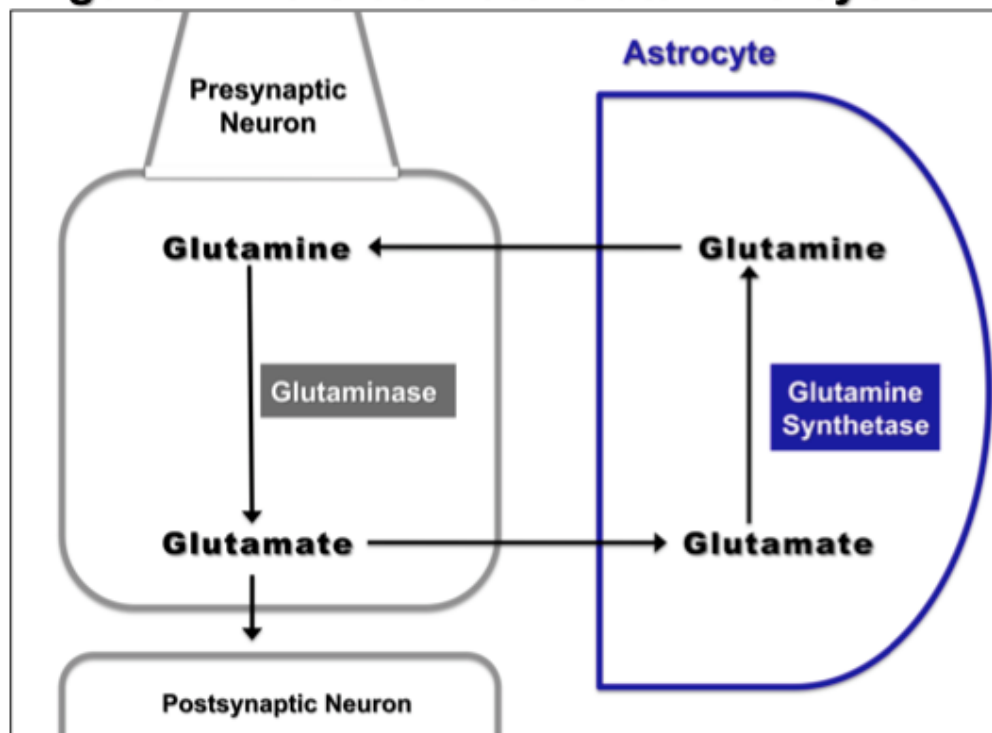 Astrocyte
Presynaptic
Neuron
Glutamine
Glutamine
Glutaminase
Glutamine
Synthetase
Glutamate
Glutamate
Postsynaptic Neuron